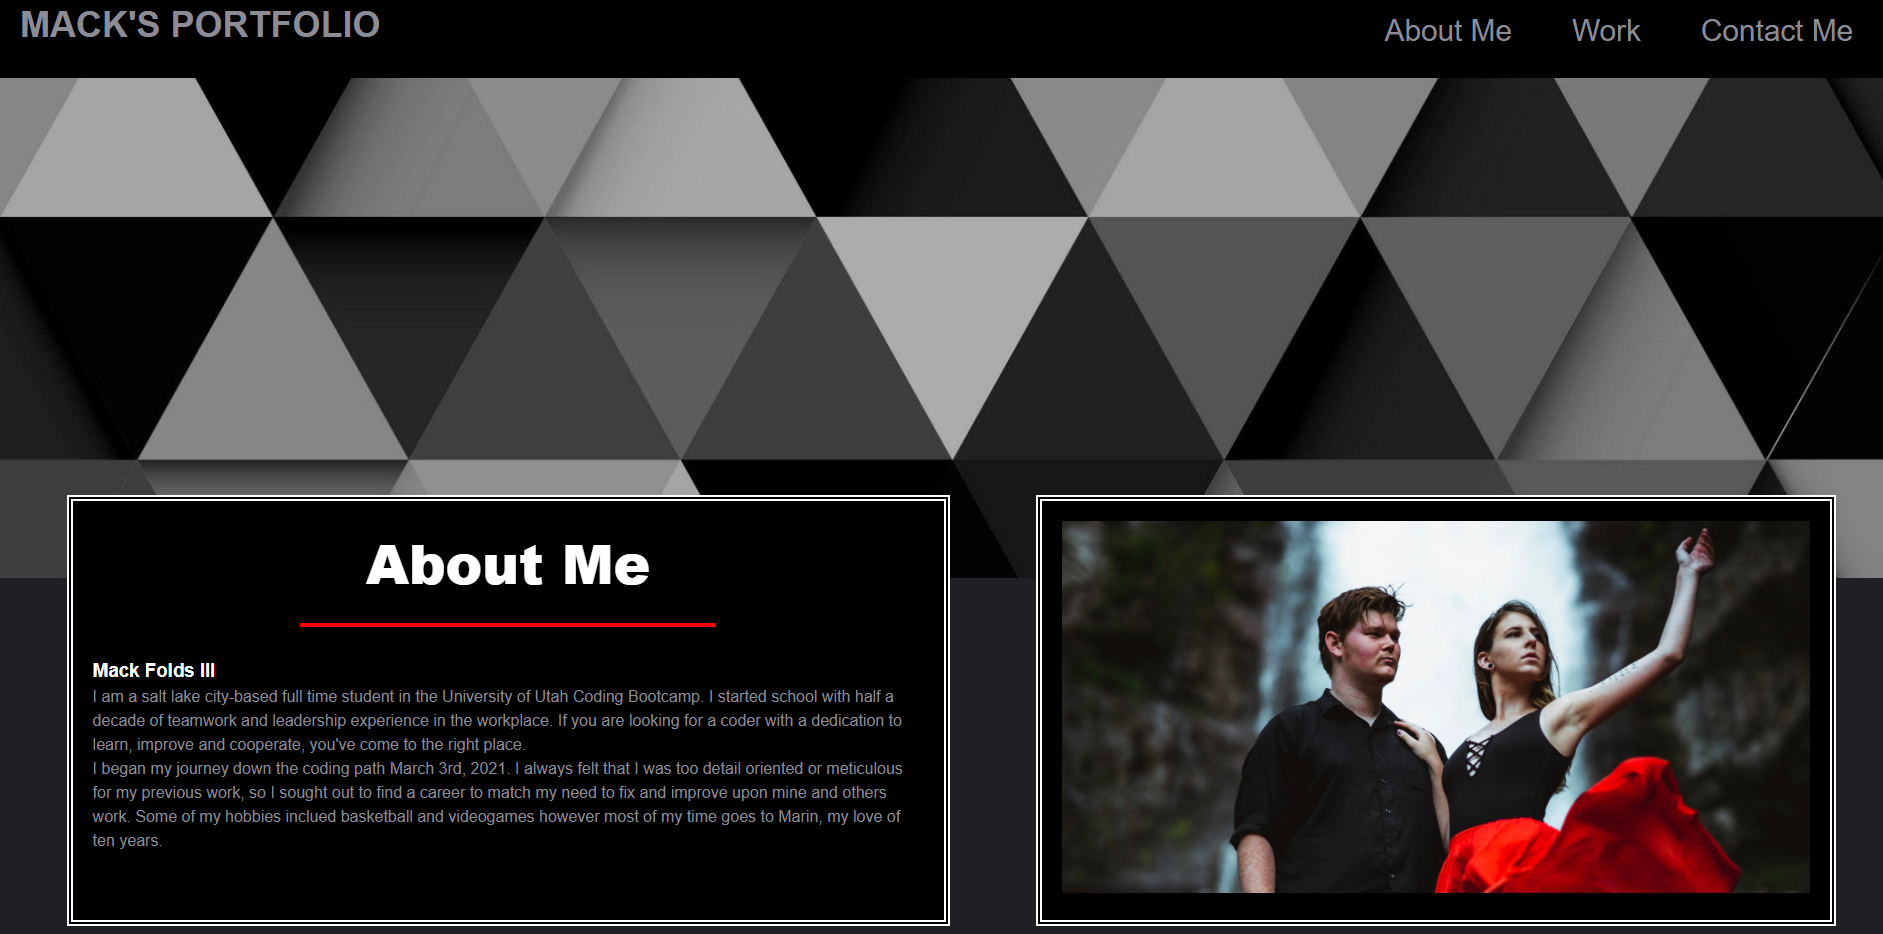 MACK'S PORTFOLIO
About Me
Work
Contact Me
About Me
Mack Folds III
I am a salt lake city-based full time student in the University of Utah Coding Bootcamp. I started school with half a
decade of teamwork and leadership experience in the workplace. If you are looking for a coder with a dedication to
learn, improve and cooperate, you've come to the right place.
I began my journey down the coding path March 3rd, 2021. I always felt that I was too detail oriented or meticulous
for my previous work, so I sought out to find a career to match my need to fix and improve upon mine and others
work. Some of my hobbies inclued basketball and videogames however most of my time goes to Marin, my love of
ten years.